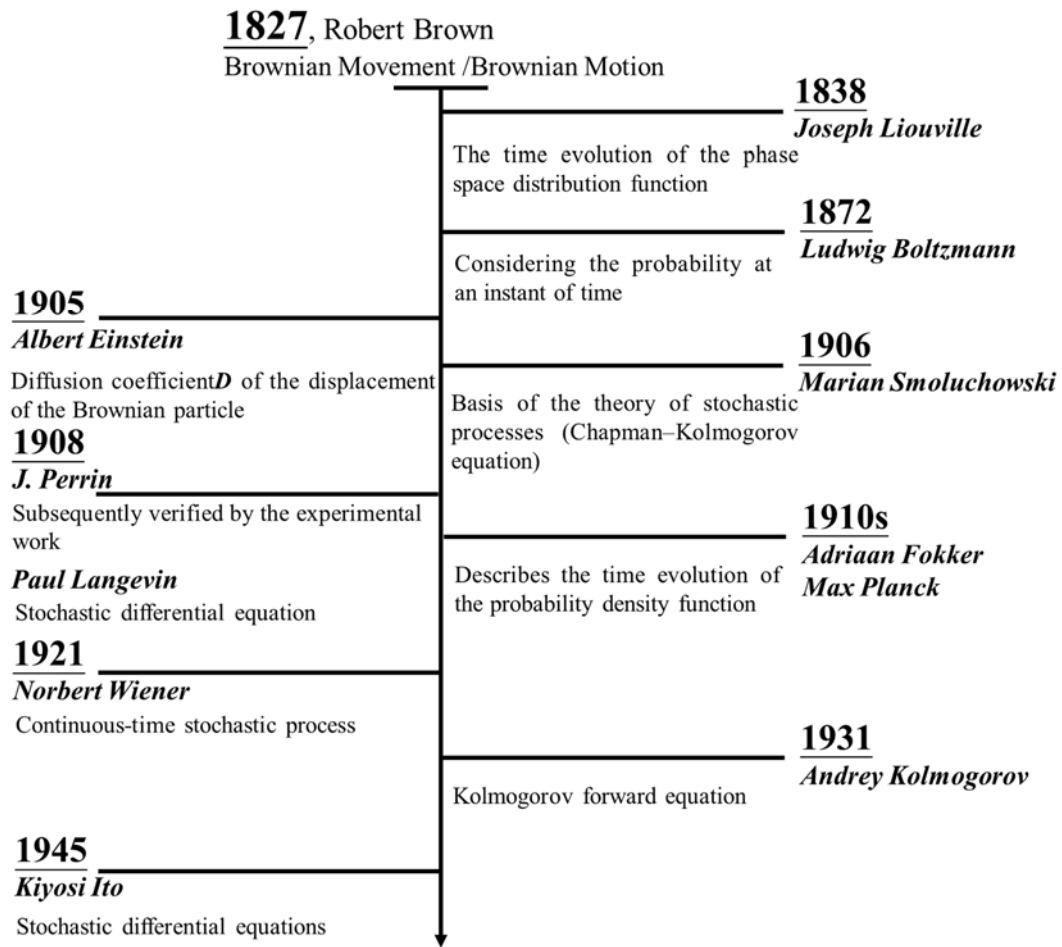 1827, Robert Brown
Brownian Movement /Brownian Motion
1838
Joseph Liouville
The time evolution of the phase
space distribution function
1872
Ludwig Boltzmann
Considering the probability at
an instant of time
1905
Albert Einstein
Diffusion coefficientD of the displacement
of the Brownian particle
1906
Marian Smoluchowski
Basis of the theory of stochastic
processes (Chapman–Kolmogorov
equation)
1908
J. Perrin
Subsequently verified by the experimental
work
Paul Langevin
Stochastic differential equation
1910s
Adriaan Fokker
Max Planck
Describes the time evolution of
the probability density function
1921
Norbert Wiener
Continuous-time stochastic process
1931
Andrey Kolmogorov
Kolmogorov forward equation
1945
Kiyosi Ito
Stochastic differential equations